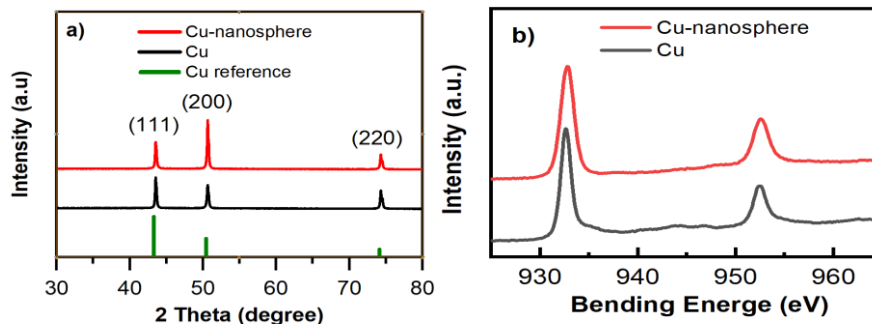 a)
Cu-nanosphere
Cu
Cu reference
(111)
(200)
(220)
Intensity (a.u)
30 40 50 60 70 80
2 Theta (degree)
b)
Cu-nanosphere
Cu
Intensity (a.u.)
930 940 950 960
Bending Energe (eV)